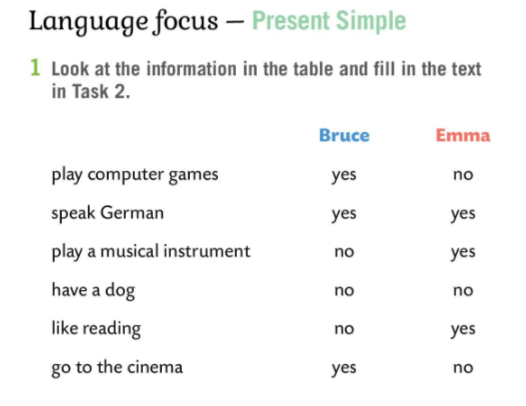 Language focus – Present Simple
1 Look at the information in the table and fill in the text
in Task 2.
Bruce Emma
play computer games yes no
speak German yes yes
play a musical instrument no yes
have a dog no no
like reading no yes
go to the cinema yes no